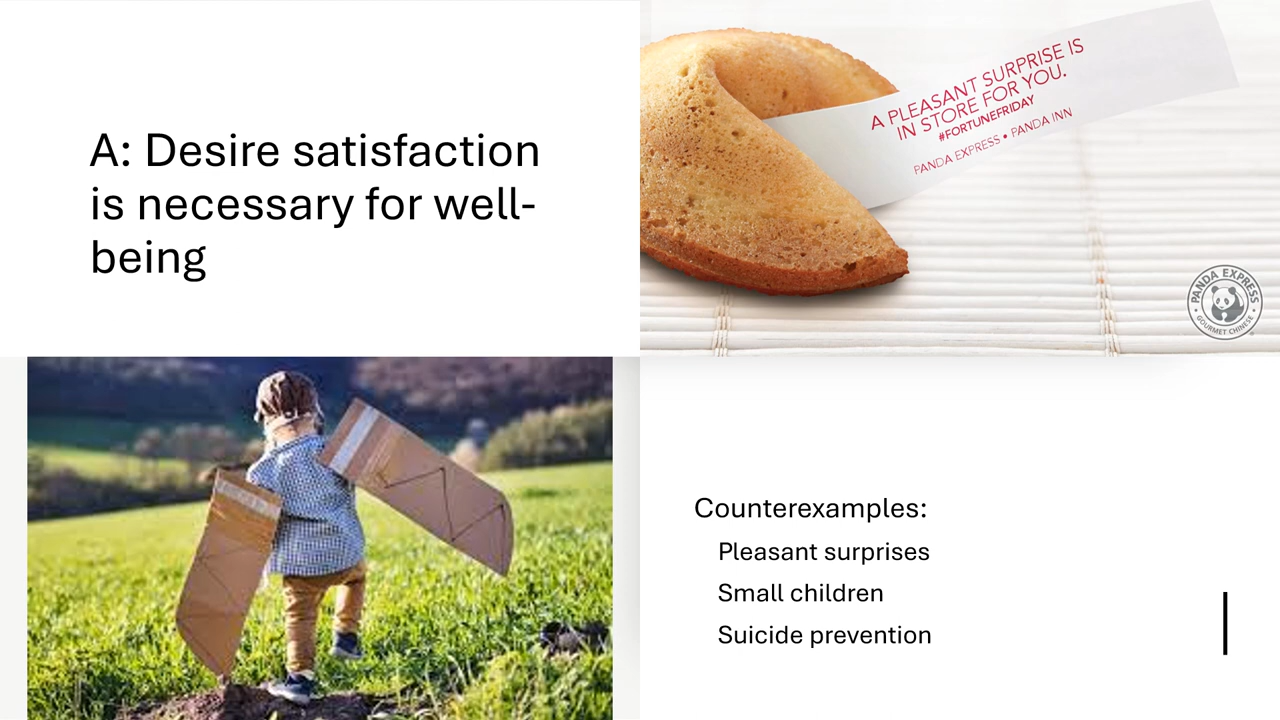 A: Desire satisfaction
is necessary for well-
being
A PLEASANT SURPRISE IS
IN STORE FOR YOU.
#FORTUNEFRIDAY
PANDA EXPRESS • PANDA INN
PANDA EXPRESS
GOURMET CHINESE
Counterexamples:
Pleasant surprises
Small children
Suicide prevention